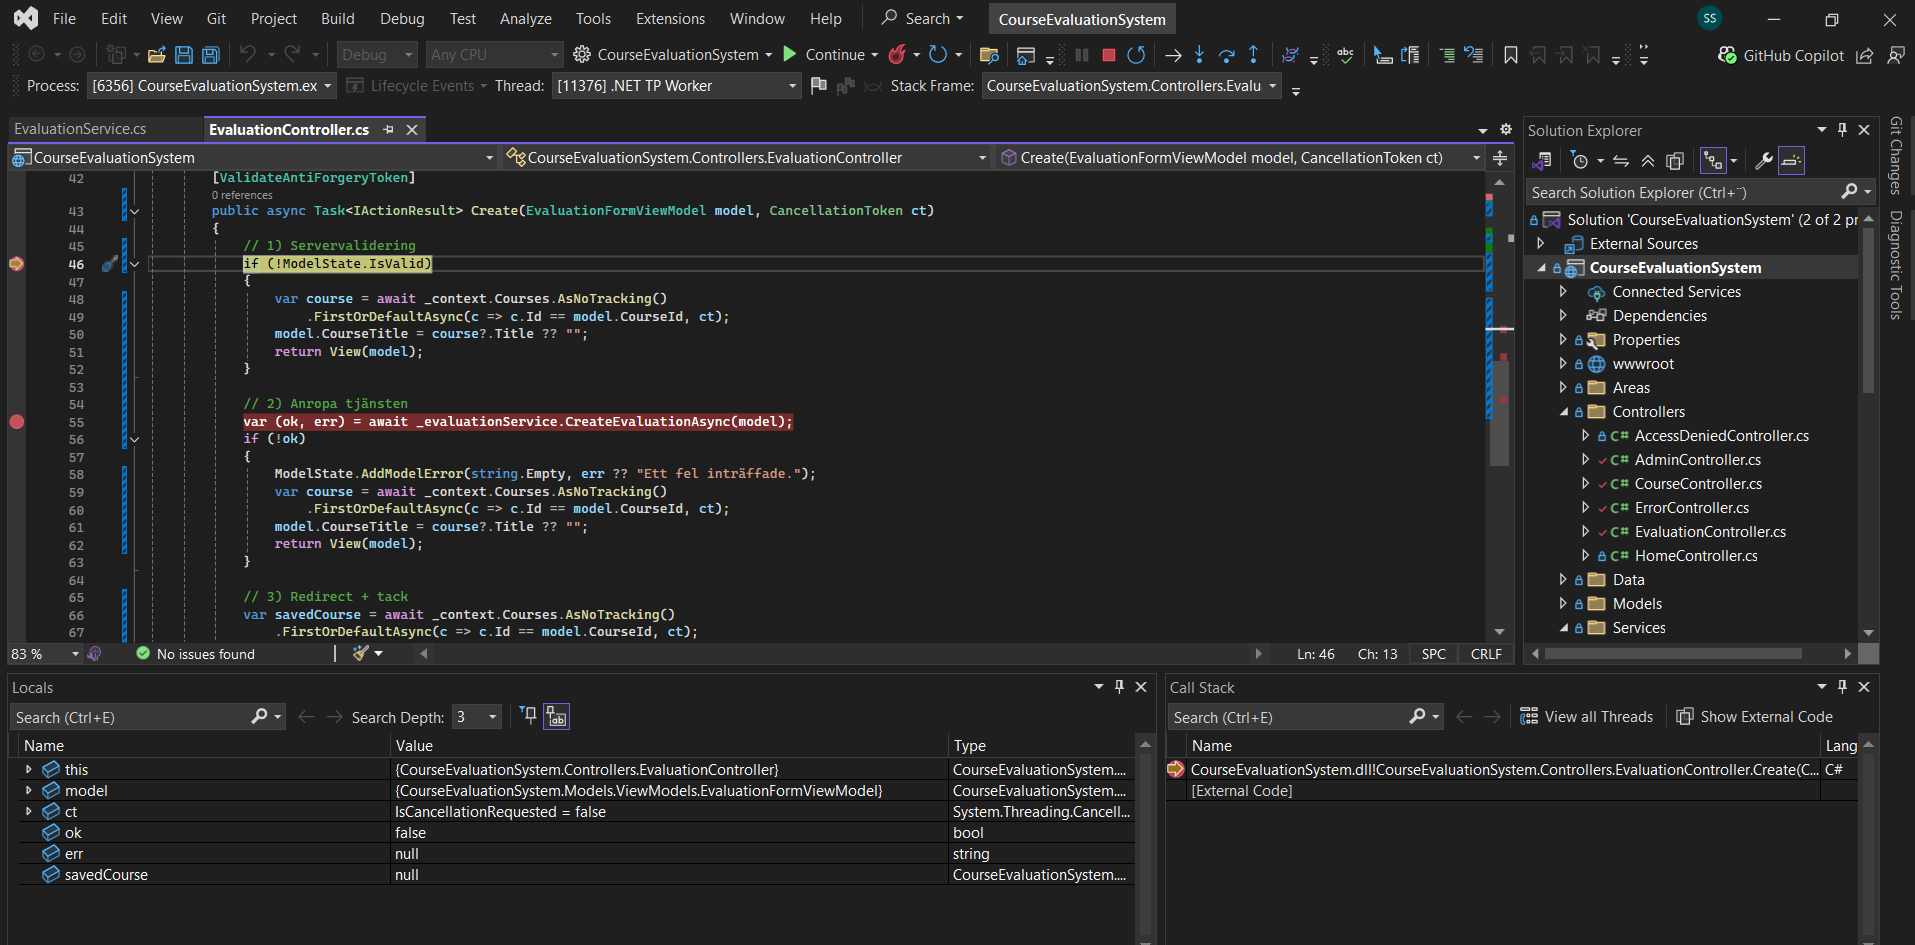 File Edit View Git Project Build Debug Test Analyze Tools Extensions Window Help Search CourseEvaluationSystem SS
Debug Any CPU CourseEvaluationSystem Continue abc GitHub Copilot
Process: [6356] CourseEvaluationSystem.ex Lifecycle Events Thread: [11376] .NET TP Worker Stack Frame: CourseEvaluationSystem.Controllers.Evalu
EvaluationService.cs EvaluationController.cs
CourseEvaluationSystem CourseEvaluationSystem.Controllers.EvaluationController Create(EvaluationFormViewModel model, CancellationToken ct)
42 [ValidateAntiForgeryToken]
0 references
43 public async Task<IActionResult> Create(EvaluationFormViewModel model, CancellationToken ct)
44 {
45 // 1) Servervalidering
46 if (!ModelState.IsValid)
47 {
48 var course = await _context.Courses.AsNoTracking()
49 .FirstOrDefaultAsync(c => c.Id == model.CourseId, ct);
50 model.CourseTitle = course?.Title ?? "";
51 return View(model);
52 }
53
54 // 2) Anropa tjänsten
55 var (ok, err) = await _evaluationService.CreateEvaluationAsync(model);
56 if (!ok)
57 {
58 ModelState.AddModelError(string.Empty, err ?? "Ett fel inträffade.");
59 var course = await _context.Courses.AsNoTracking()
60 .FirstOrDefaultAsync(c => c.Id == model.CourseId, ct);
61 model.CourseTitle = course?.Title ?? "";
62 return View(model);
63 }
64
65 // 3) Redirect + tack
66 var savedCourse = await _context.Courses.AsNoTracking()
67 .FirstOrDefaultAsync(c => c.Id == model.CourseId, ct);
83 % No issues found Ln: 46 Ch: 13 SPC CRLF
Solution Explorer
Search Solution Explorer (Ctrl+¨)
Solution 'CourseEvaluationSystem' (2 of 2 pr
External Sources
CourseEvaluationSystem
Connected Services
Dependencies
Properties
wwwroot
Areas
Controllers
C# AccessDeniedController.cs
C# AdminController.cs
C# CourseController.cs
C# ErrorController.cs
C# EvaluationController.cs
C# HomeController.cs
Data
Models
Services
Git Changes
Diagnostic Tools
Locals
Search (Ctrl+E) Search Depth: 3
Name Value Type
this {CourseEvaluationSystem.Controllers.EvaluationController} CourseEvaluationSystem....
model {CourseEvaluationSystem.Models.ViewModels.EvaluationFormViewModel} CourseEvaluationSystem....
ct IsCancellationRequested = false System.Threading.Cancell...
ok false bool
err null string
savedCourse null CourseEvaluationSystem....
Call Stack
Search (Ctrl+E) View all Threads Show External Code
Name Lang
CourseEvaluationSystem.dll!CourseEvaluationSystem.Controllers.EvaluationController.Create(C... C#
[External Code]